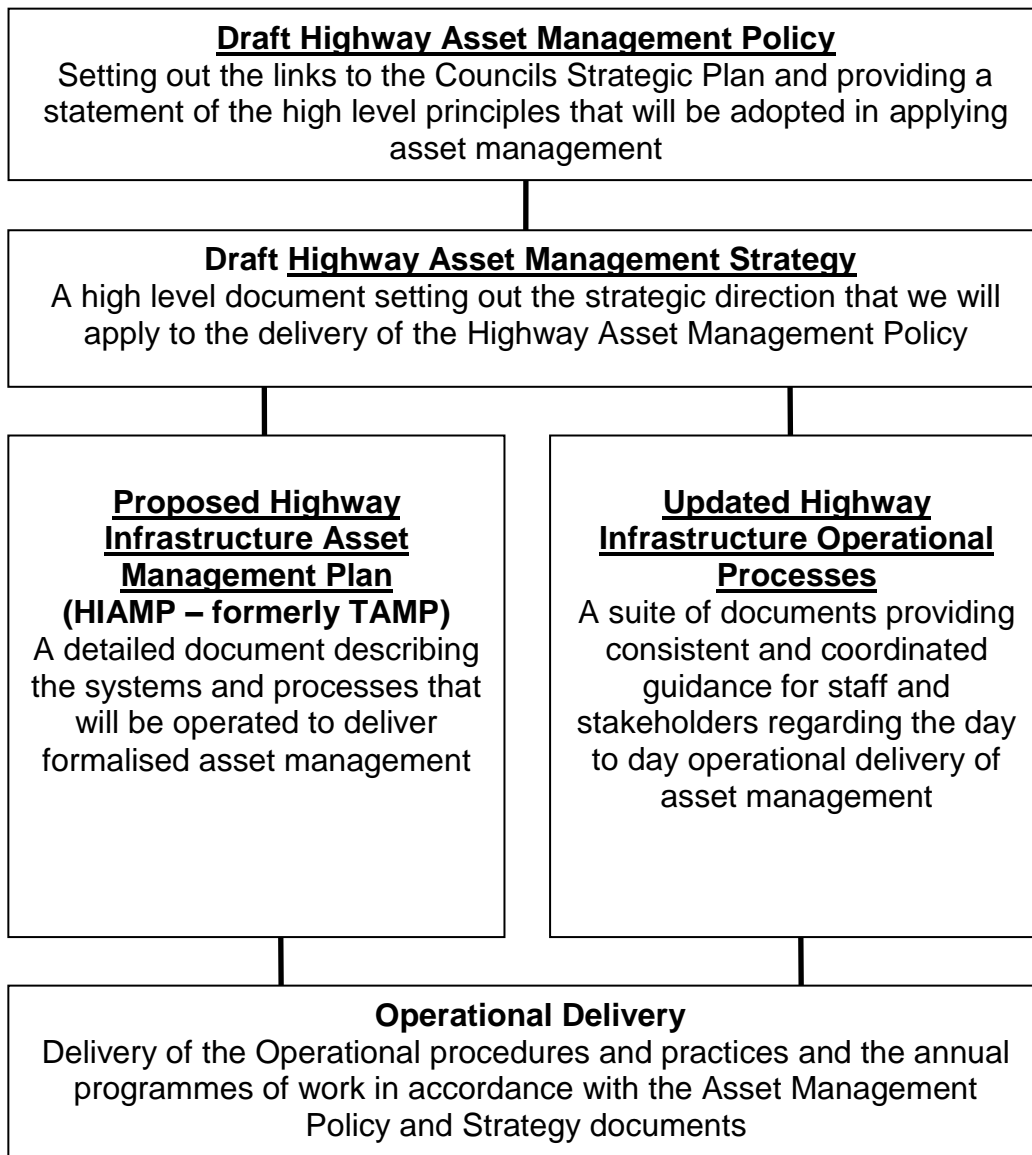 Draft Highway Asset Management Policy
Setting out the links to the Councils Strategic Plan and providing a
statement of the high level principles that will be adopted in applying
asset management
Draft Highway Asset Management Strategy
A high level document setting out the strategic direction that we will
apply to the delivery of the Highway Asset Management Policy
Proposed Highway
Infrastructure Asset
Management Plan
(HIAMP – formerly TAMP)
A detailed document describing
the systems and processes that
will be operated to deliver
formalised asset management
Updated Highway
Infrastructure Operational
Processes
A suite of documents providing
consistent and coordinated
guidance for staff and
stakeholders regarding the day
to day operational delivery of
asset management
Operational Delivery
Delivery of the Operational procedures and practices and the annual
programmes of work in accordance with the Asset Management
Policy and Strategy documents